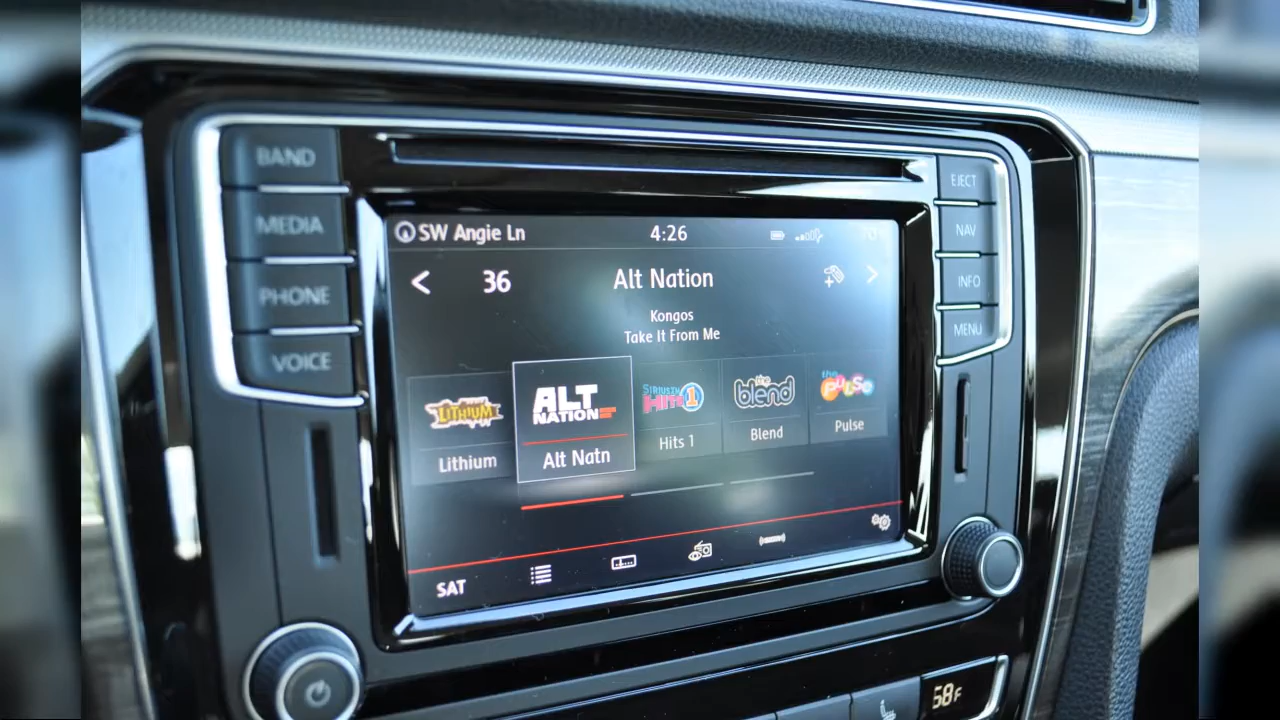 BAND
MEDIA
PHONE
VOICE
EJECT
NAV
INFO
MENU
SW Angie Ln
4:26
36
Alt Nation
Kongos
Take It From Me
LITHIUM
ALT NATION
SIRIUSXM HITS 1
the blend
the PULSE
Lithium
Alt Natn
Hits 1
Blend
Pulse
SAT
58F